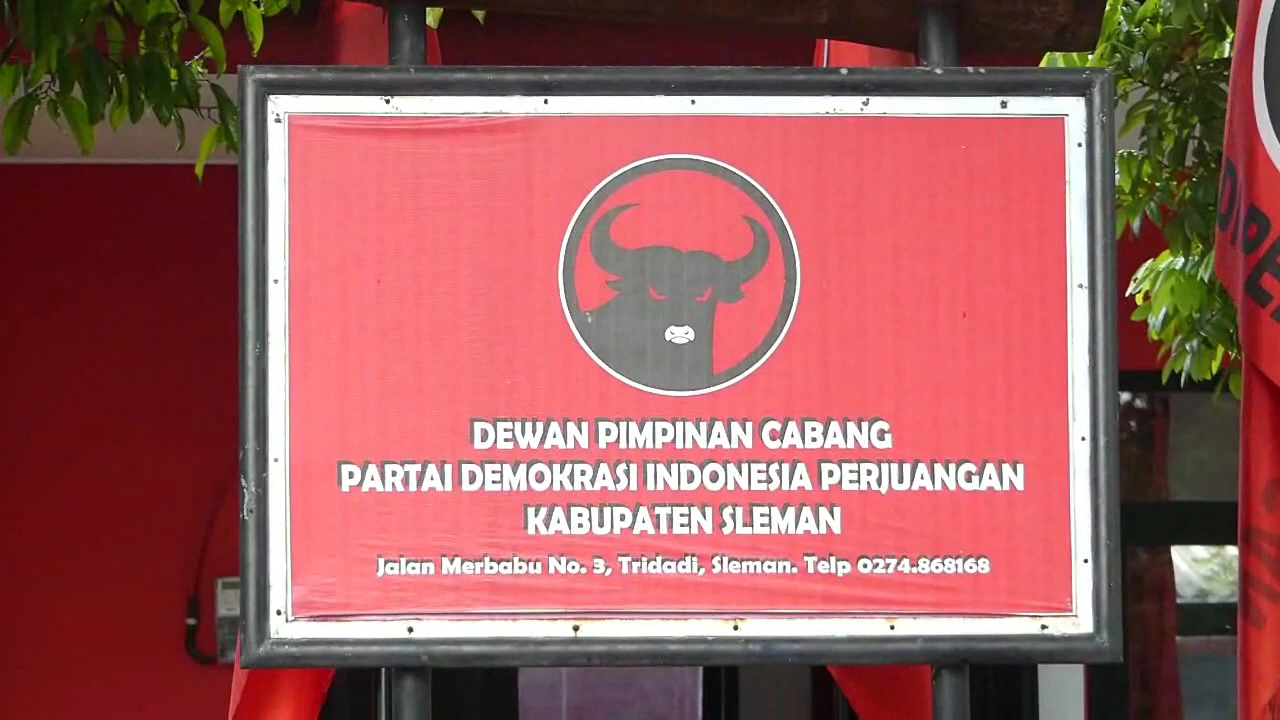 DEWAN PIMPINAN CABANG
PARTAI DEMOKRASI INDONESIA PERJUANGAN
KABUPATEN SLEMAN
Jalan Merbabu No. 3, Tridadi, Sleman. Telp 0274.868168